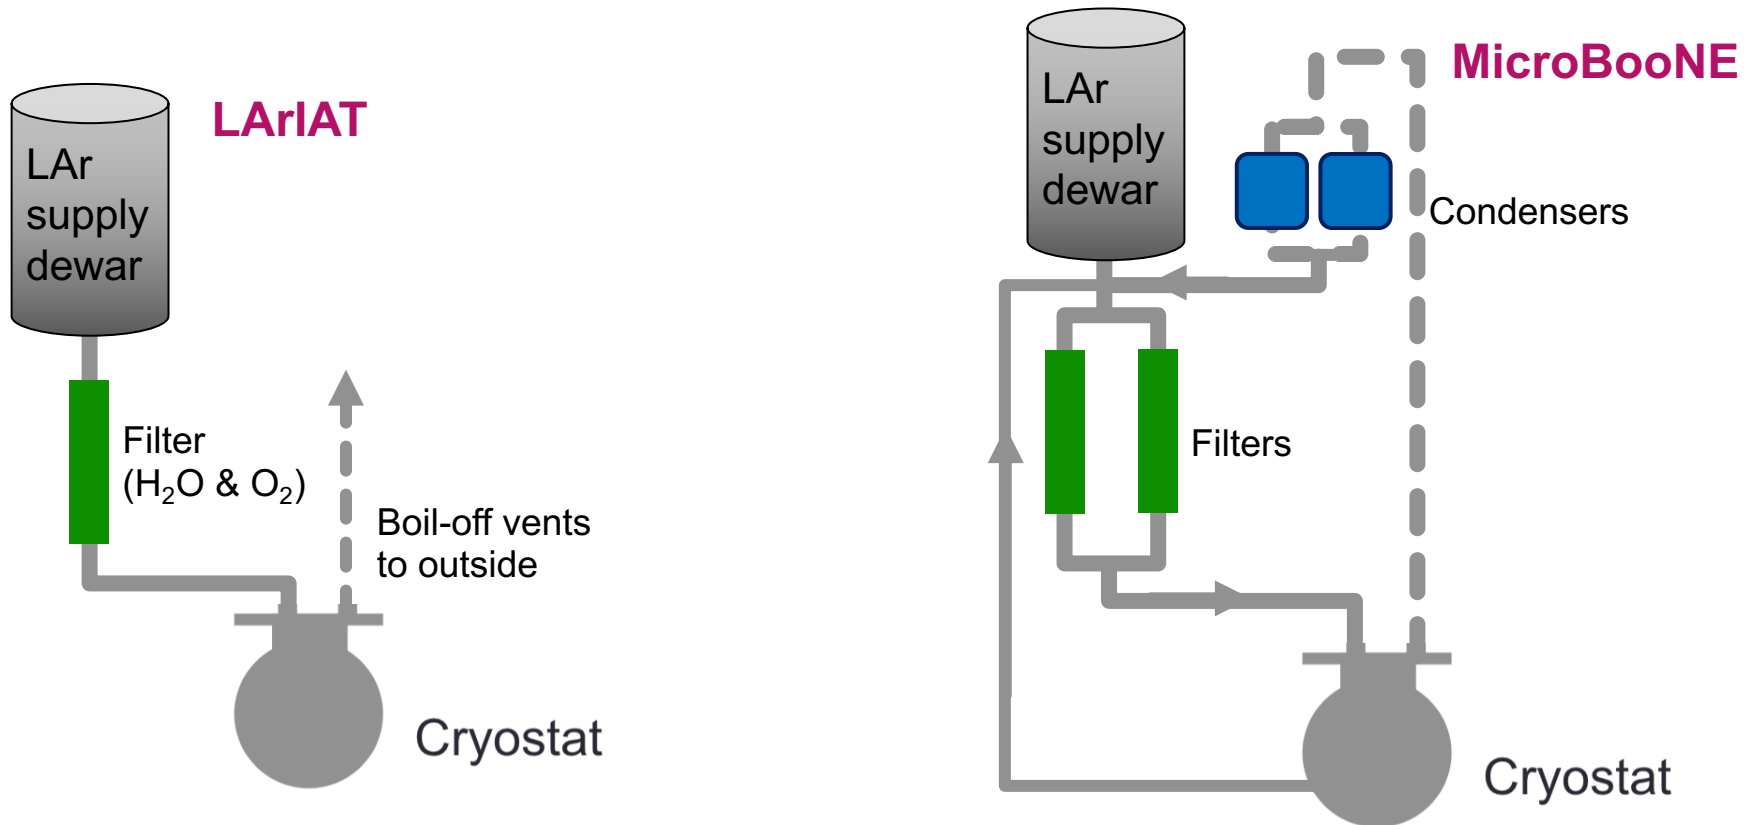 LArIAT
LAr
supply
dewar
Filter
(H₂O & O₂)
Boil-off vents
to outside
Cryostat
MicroBooNE
LAr
supply
dewar
Condensers
Filters
Cryostat